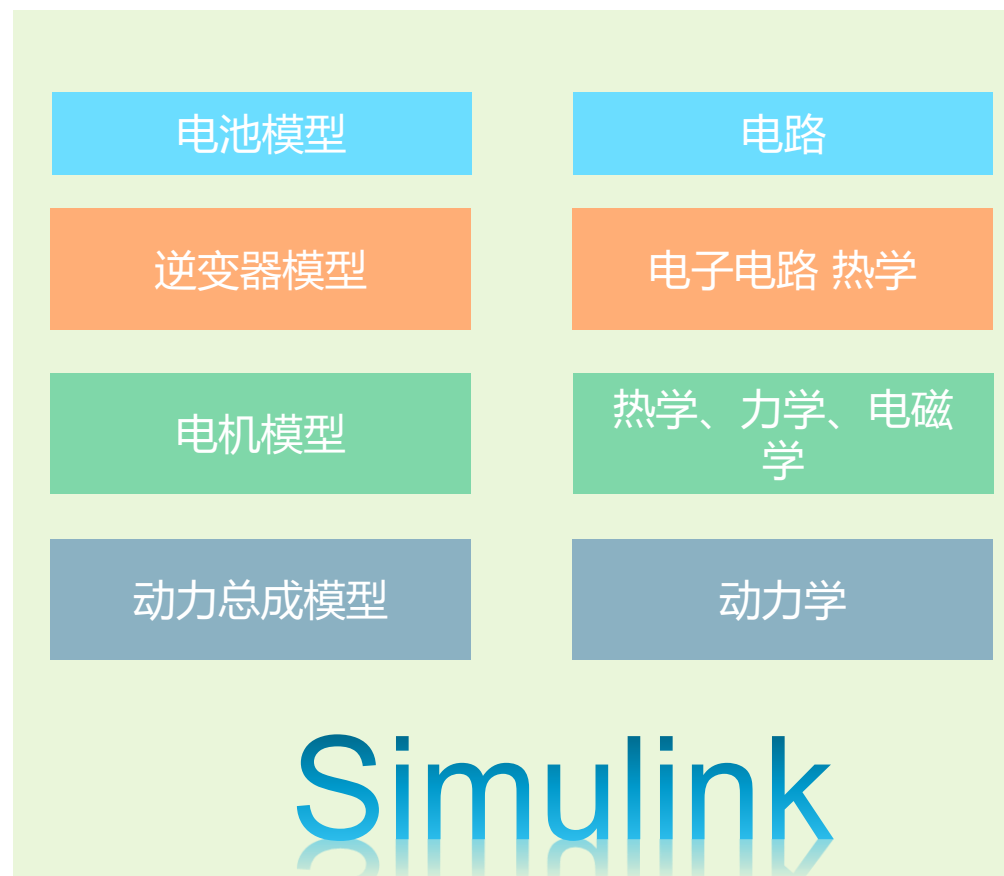 电池模型
电路
逆变器模型
电子电路 热学
电机模型
热学、力学、电磁
学
动力总成模型
动力学
Simulink